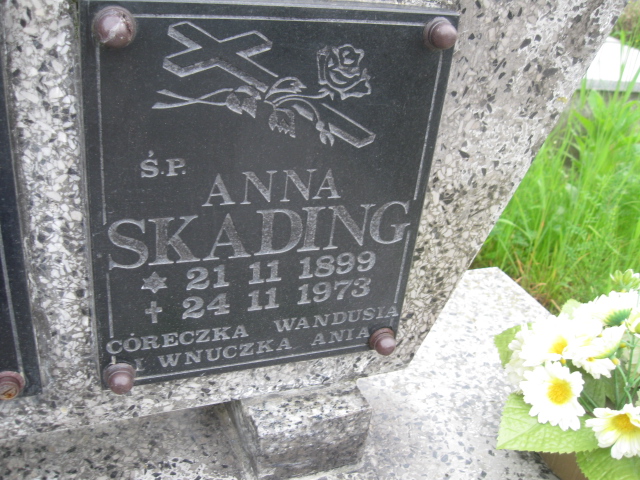 Ś.P.
ANNA
SKADING
21 11 1899
24 11 1973
CÓRECZKA WANDUSIA
I WNUCZKA ANIA